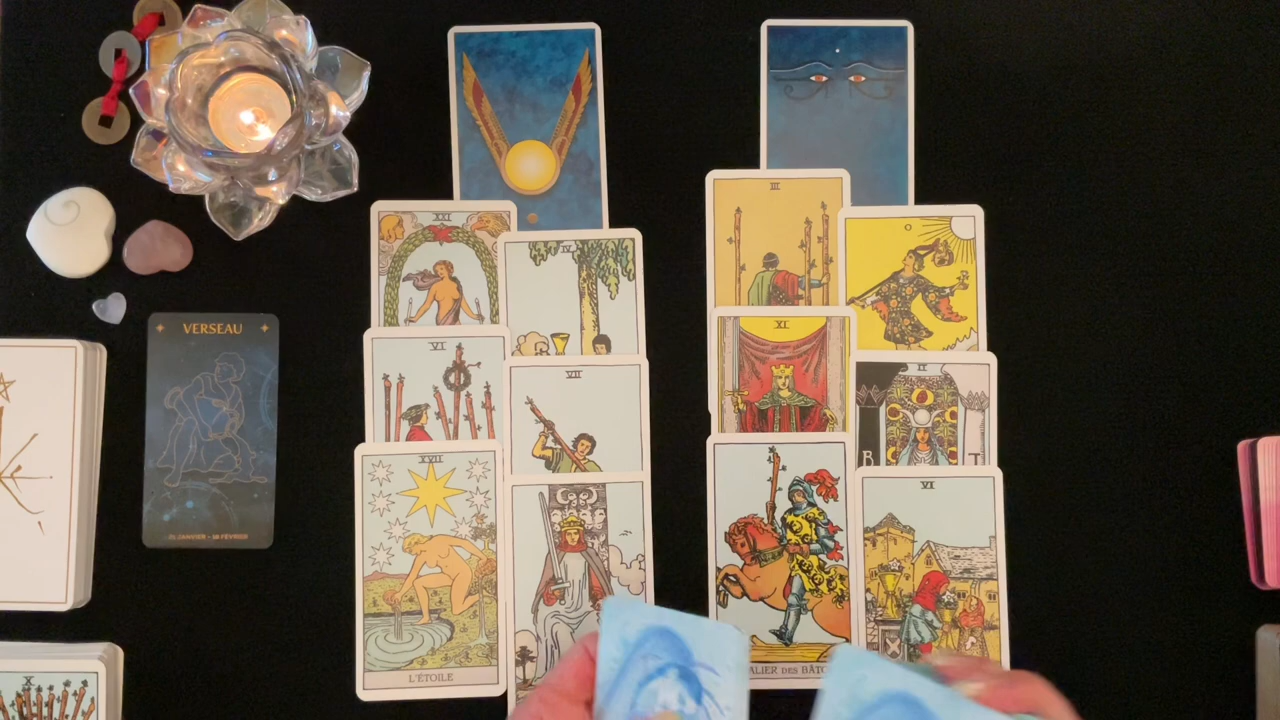 XXI
IV
III
VERSEAU
VI
VII
XI
II
B
T
XVII
VI
L'ÉTOILE
ALIER DES BÂTO
X